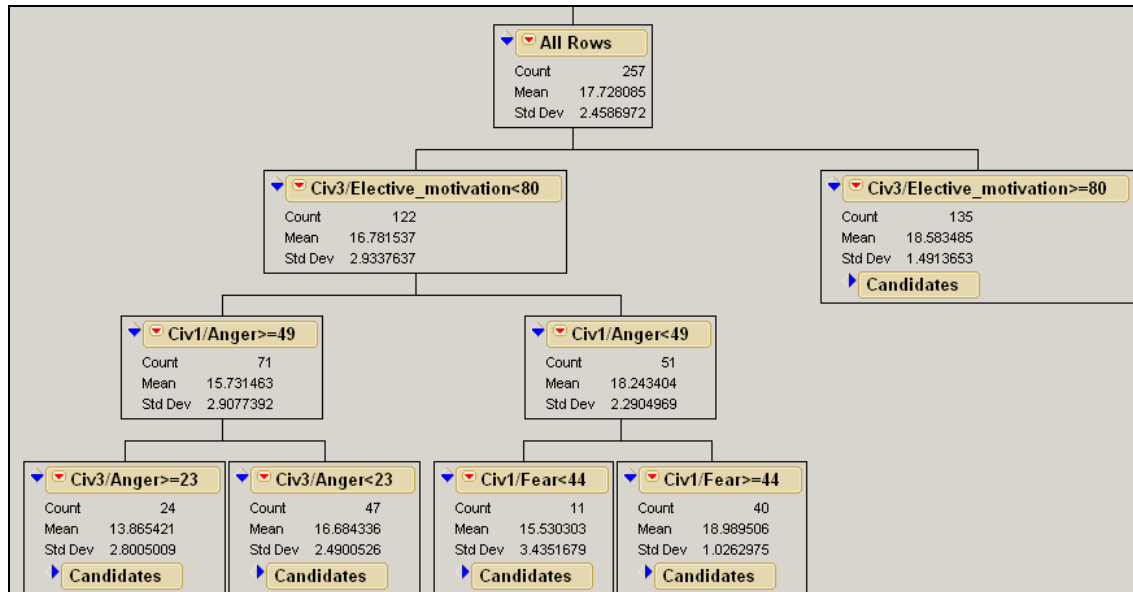 All Rows
Count 257
Mean 17.728085
Std Dev 2.4586972
Civ3/Elective_motivation<80
Count 122
Mean 16.781537
Std Dev 2.9337637
Civ3/Elective_motivation>=80
Count 135
Mean 18.583485
Std Dev 1.4913653
Candidates
Civ1/Anger>=49
Count 71
Mean 15.731463
Std Dev 2.9077392
Civ1/Anger<49
Count 51
Mean 18.243404
Std Dev 2.2904969
Civ3/Anger>=23
Count 24
Mean 13.865421
Std Dev 2.8005009
Candidates
Civ3/Anger<23
Count 47
Mean 16.684336
Std Dev 2.4900526
Candidates
Civ1/Fear<44
Count 11
Mean 15.530303
Std Dev 3.4351679
Candidates
Civ1/Fear>=44
Count 40
Mean 18.989506
Std Dev 1.0262975
Candidates